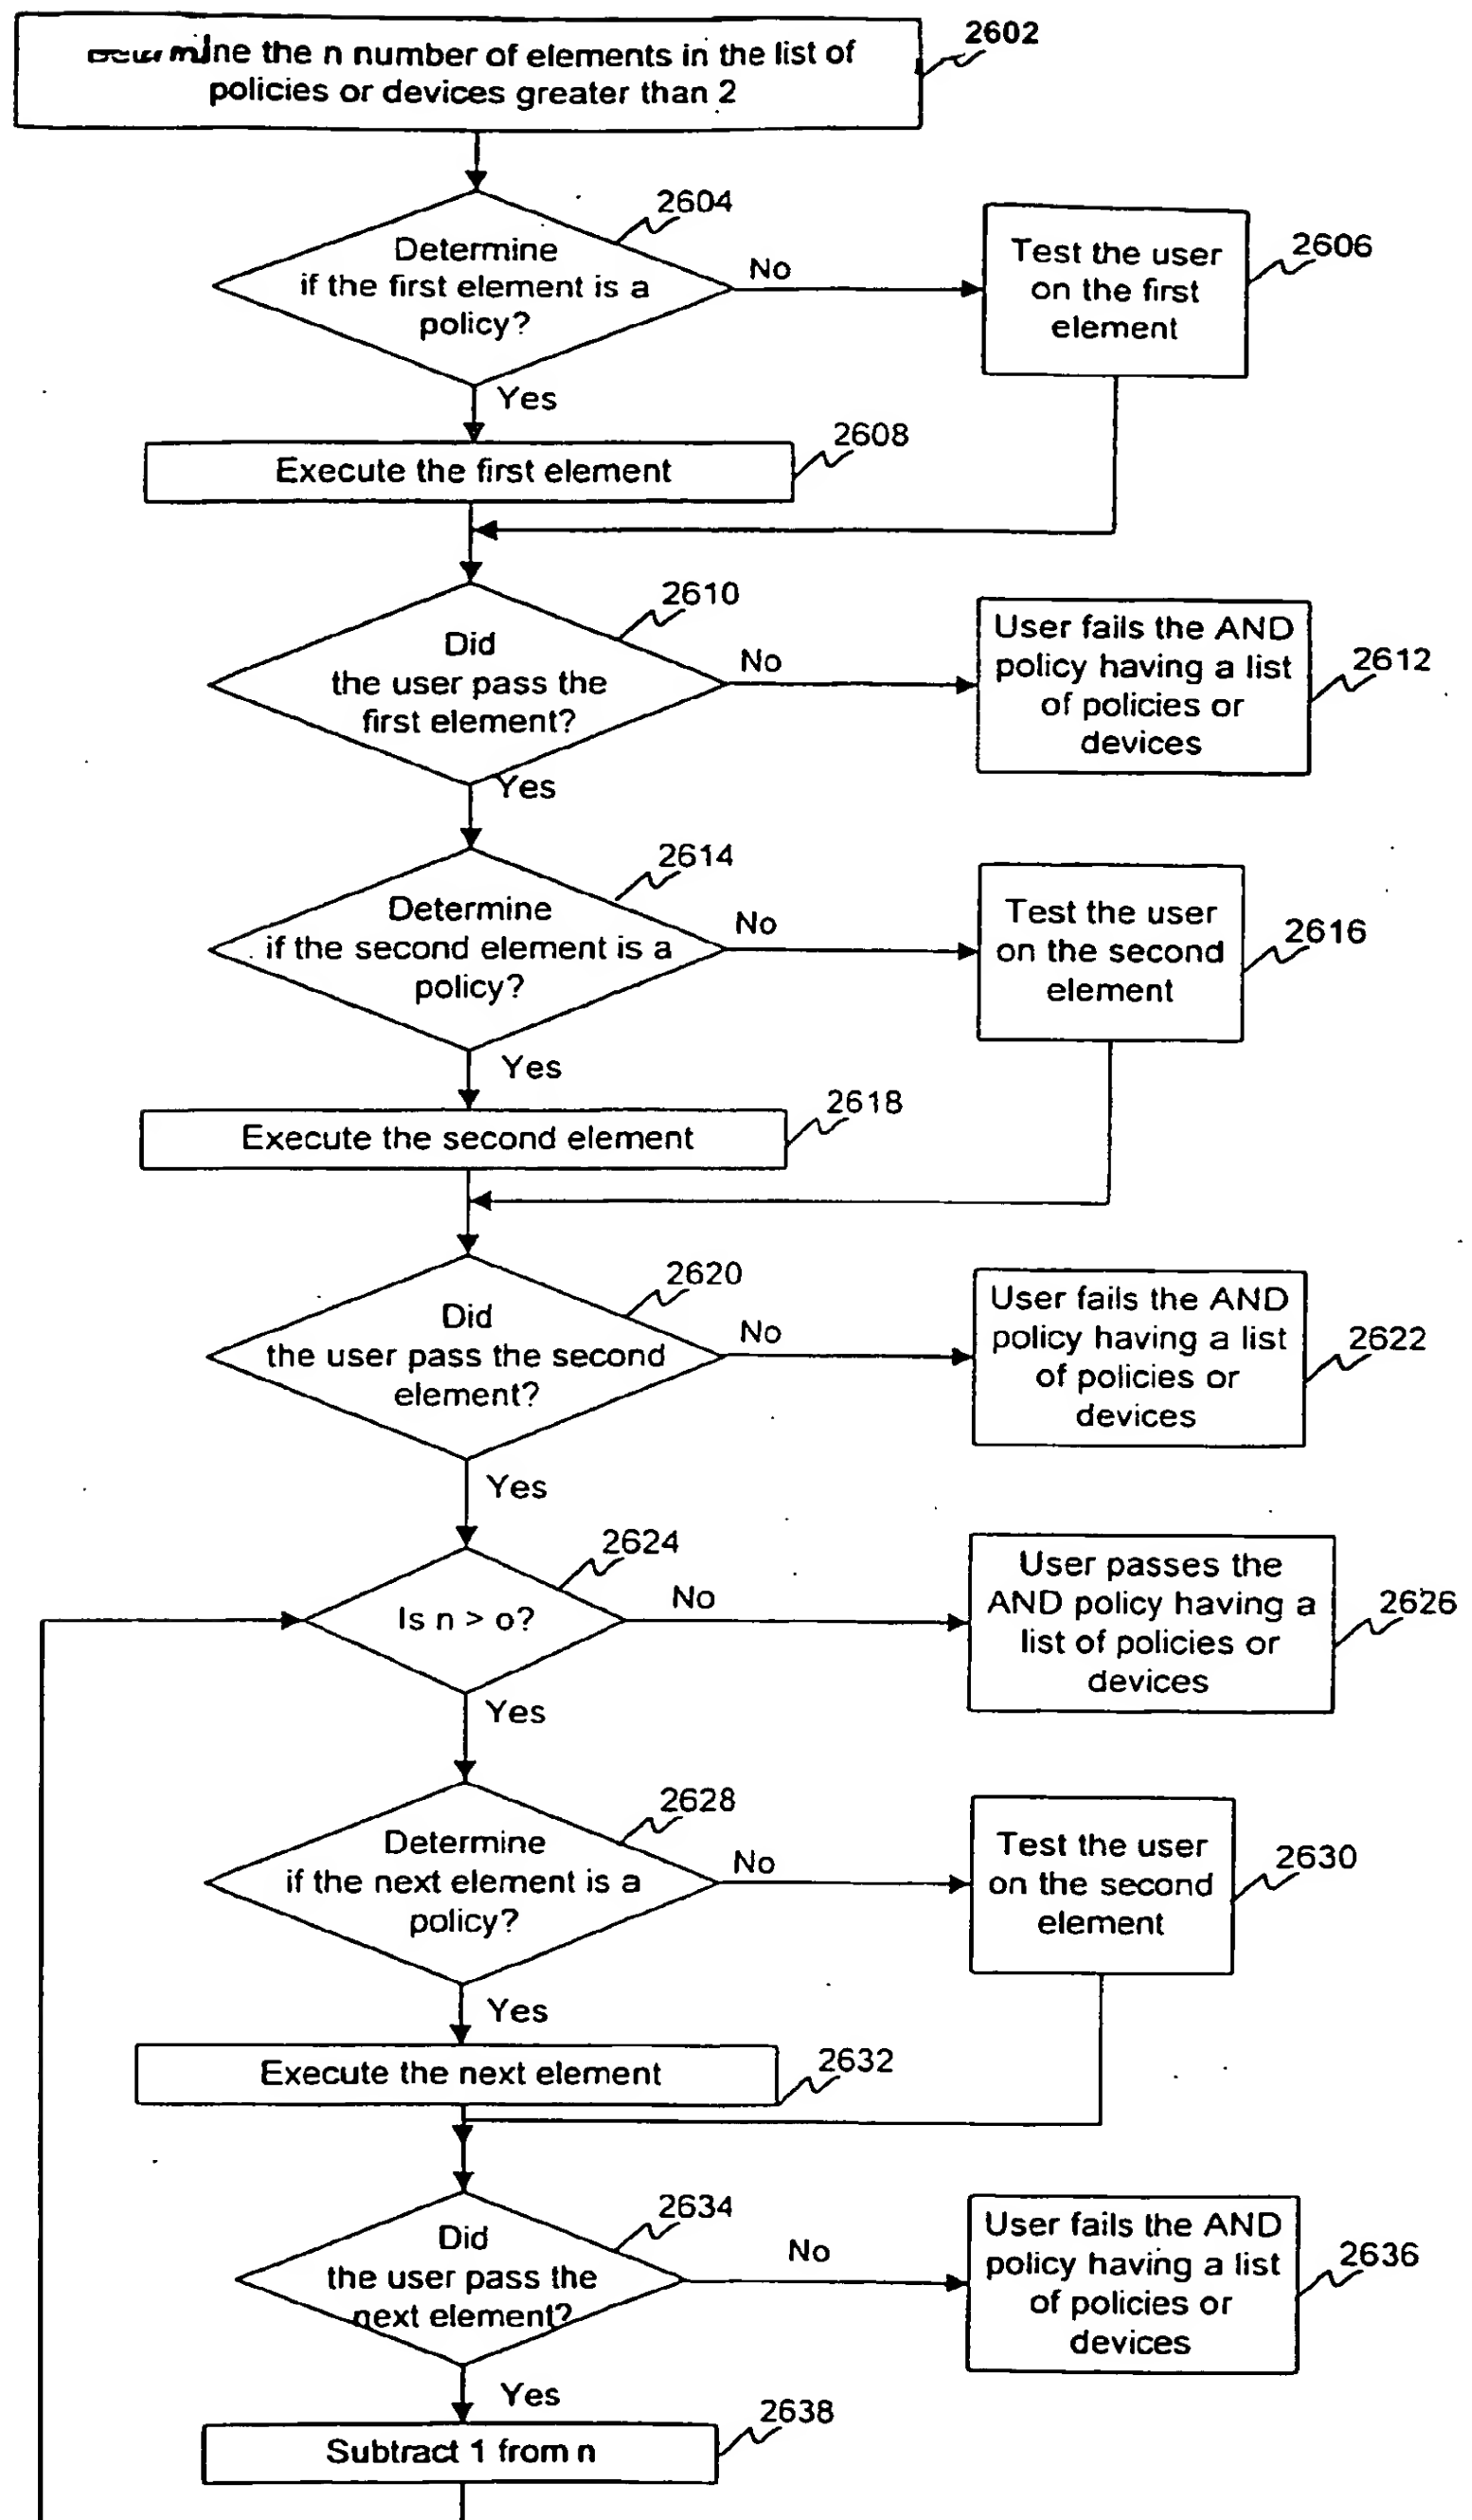 mine the n number of elements in the list of
policies or devices greater than 2
2602
2604
Determine
if the first element is a
policy?
No
Test the user
on the first
element
2606
Yes
2608
Execute the first element
2610
Did
the user pass the
first element?
No
User fails the AND
policy having a list
of policies or
devices
2612
Yes
2614
Determine
if the second element is a
policy?
No
Test the user
on the second
element
2616
Yes
2618
Execute the second element
2620
Did
the user pass the second
element?
No
User fails the AND
policy having a list
of policies or
devices
2622
Yes
2624
Is n > o?
No
User passes the
AND policy having a
list of policies or
devices
2626
Yes
2628
Determine
if the next element is a
policy?
No
Test the user
on the second
element
2630
Yes
2632
Execute the next element
2634
Did
the user pass the
next element?
No
User fails the AND
policy having a list
of policies or
devices
2636
Yes
2638
Subtract 1 from n